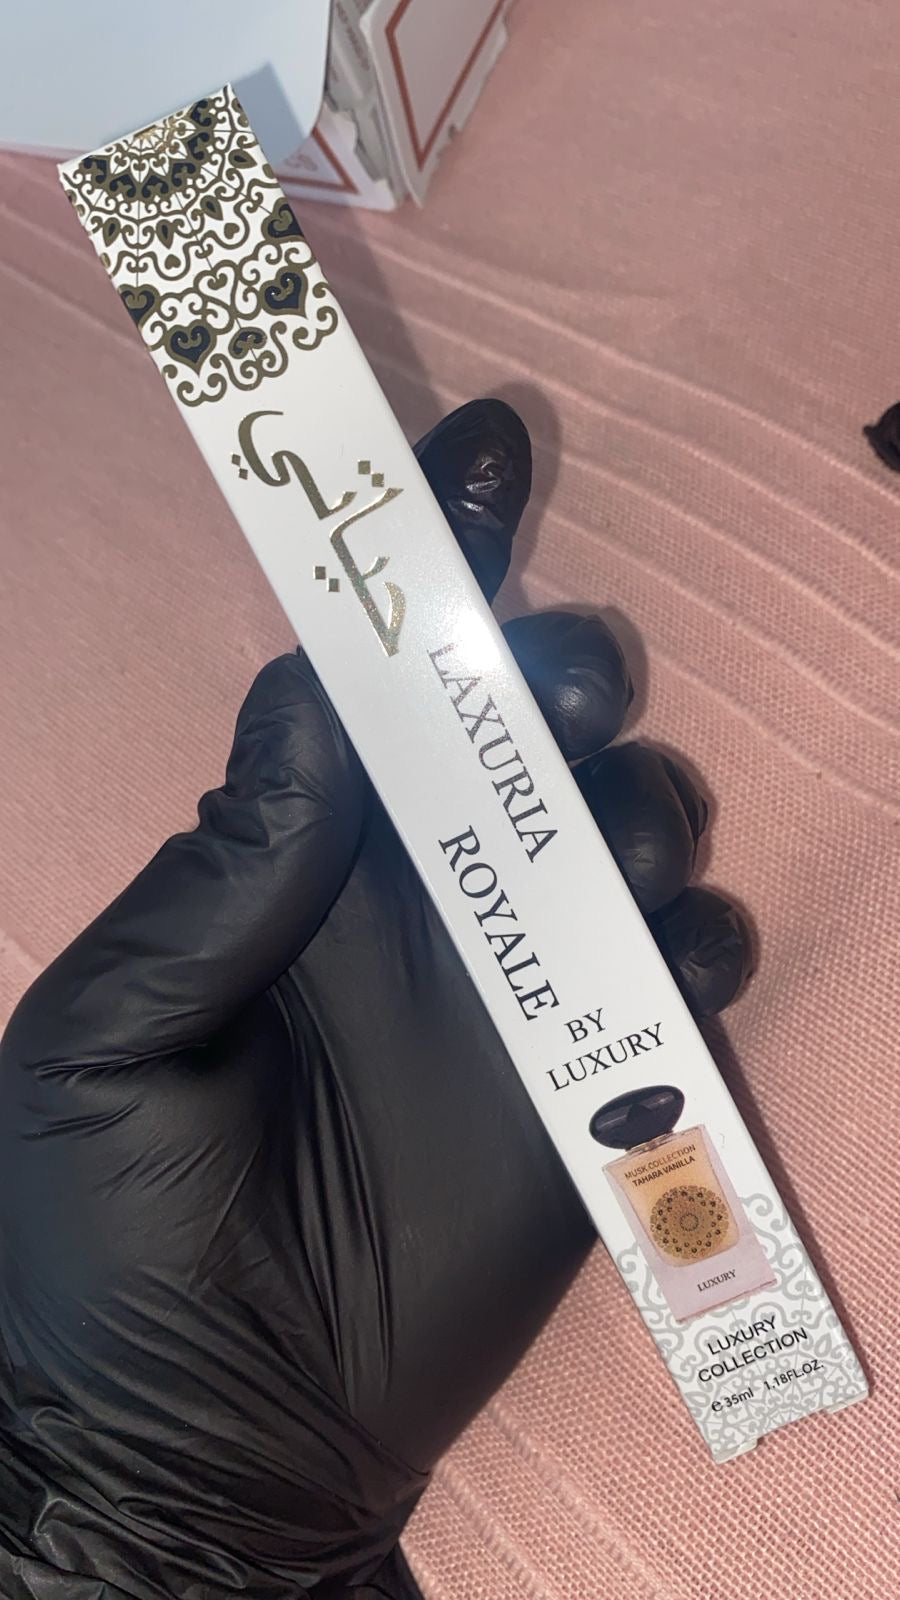 حياتي
LAXURIA
ROYALE
BY
LUXURY
MUSK COLLECTION
TAHARA VANILLA
LUXURY
LUXURY
COLLECTION
℮ 35ml 1.18FL.OZ.